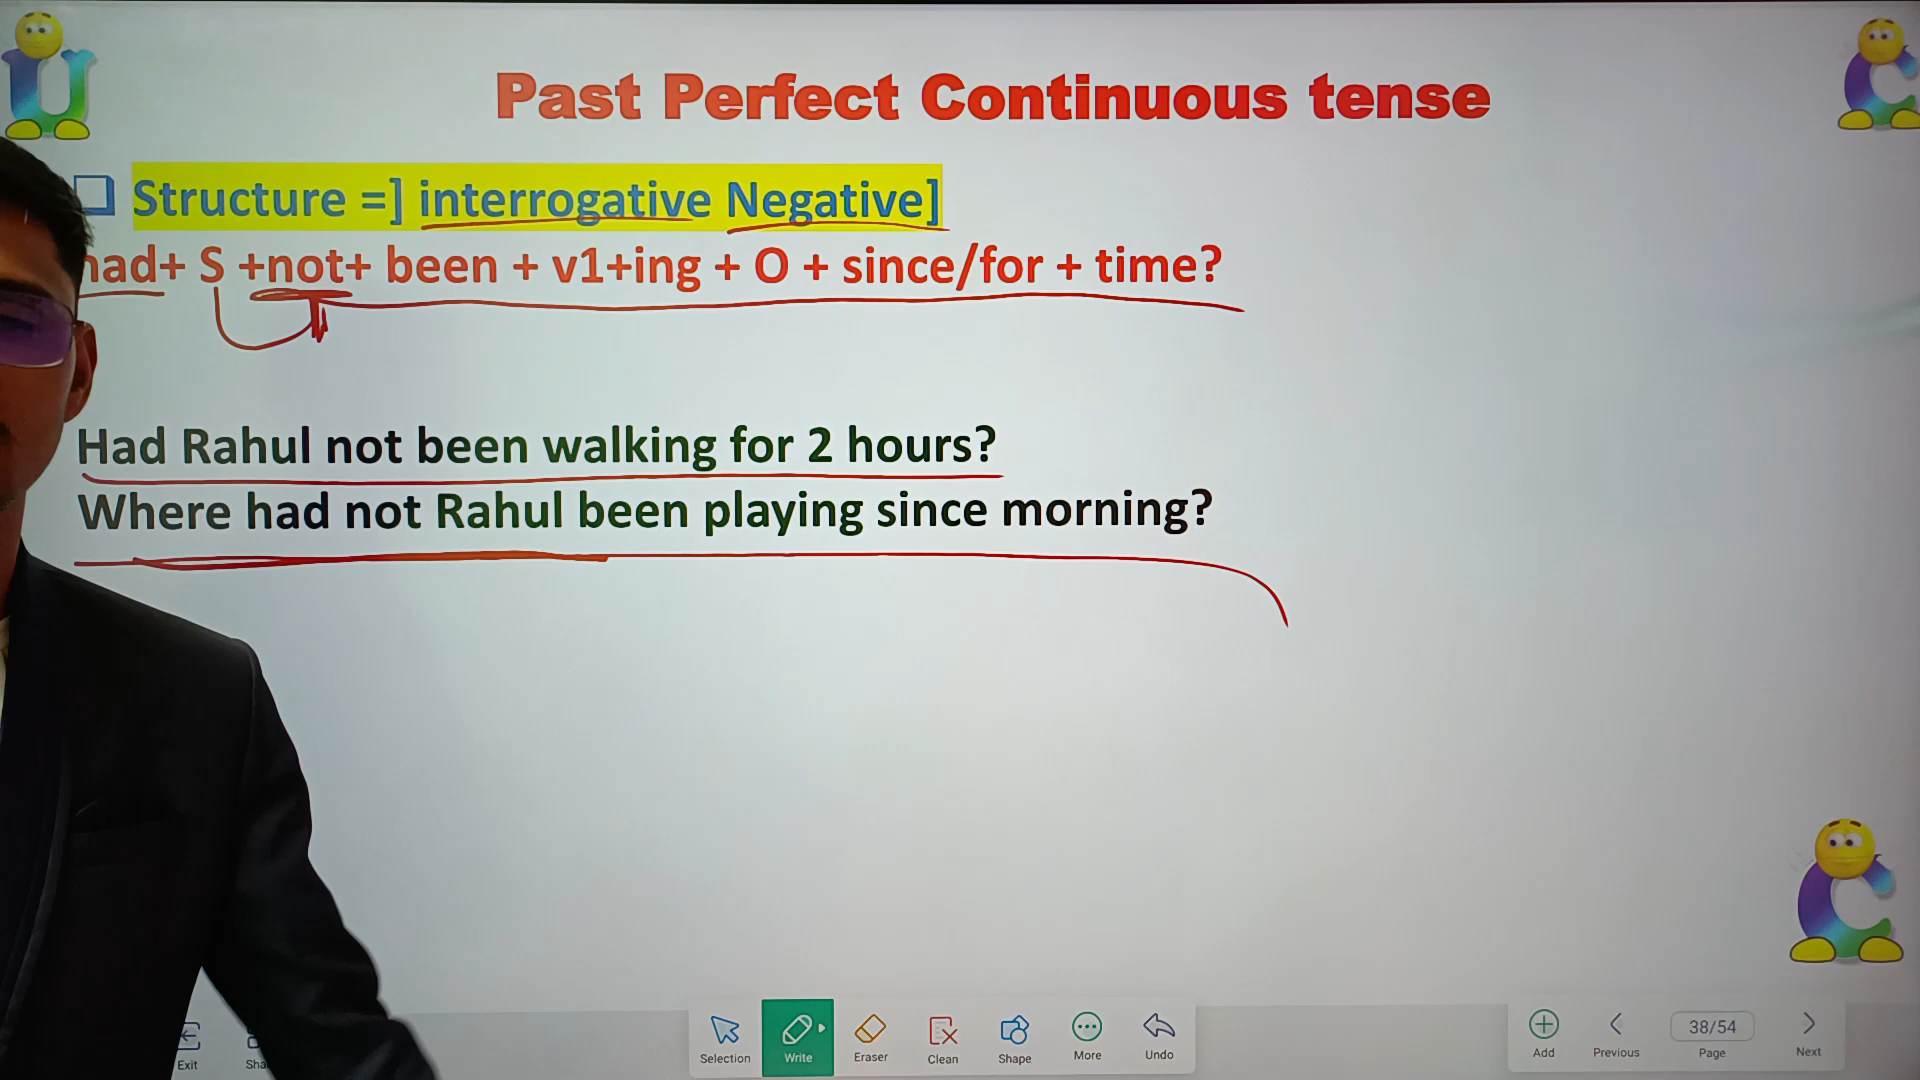 Past Perfect Continuous tense
Structure =] interrogative Negative]
had+ S +not+ been + v1+ing + O + since/for + time?
Had Rahul not been walking for 2 hours?
Where had not Rahul been playing since morning?
Exit
Selection
Write
Eraser
Clean
Shape
More
Undo
Add
Previous
38/54
Page
Next